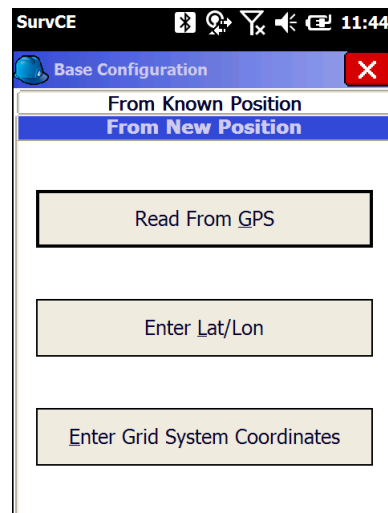 SurvCE 11:44
Base Configuration
From Known Position
From New Position
Read From GPS
Enter Lat/Lon
Enter Grid System Coordinates